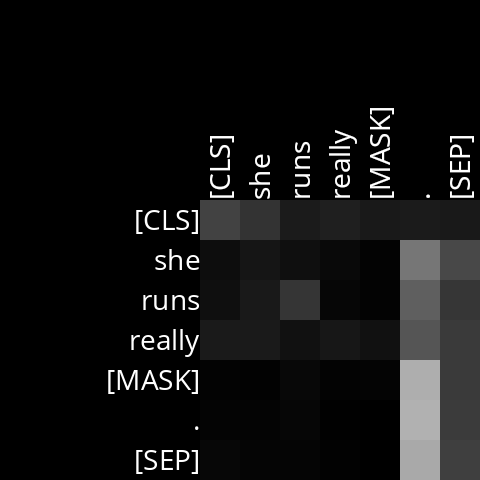 [CLS] she runs really [MASK] . [SEP]
[CLS]
she
runs
really
[MASK]
.
[SEP]